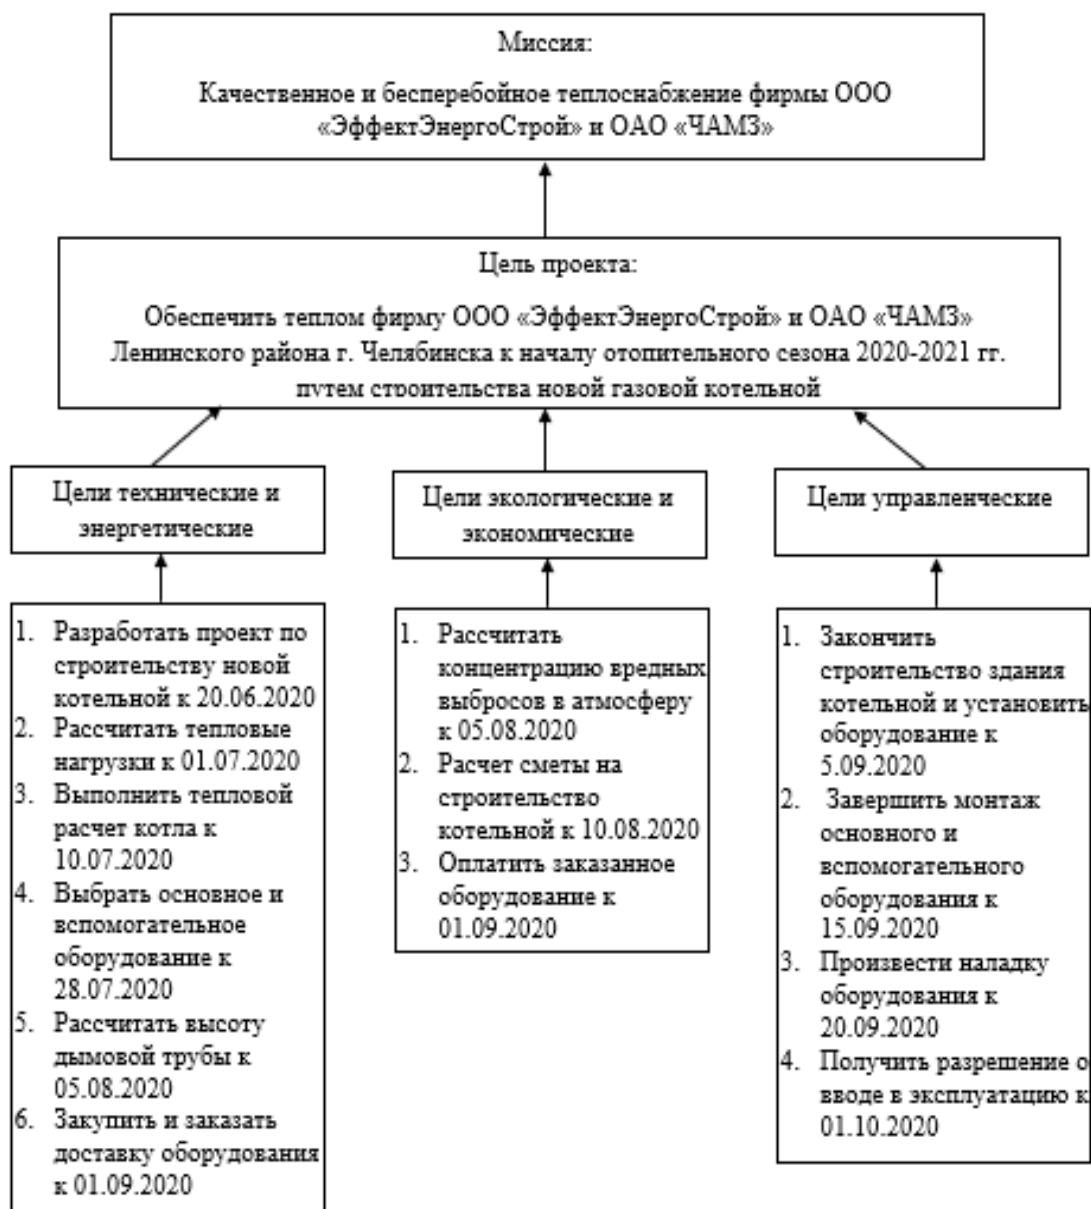 Миссия:
Качественное и бесперебойное теплоснабжение фирмы ООО
«ЭффектЭнергоСтрой» и ОАО «ЧАМЗ»
Цель проекта:
Обеспечить теплом фирму ООО «ЭффектЭнергоСтрой» и ОАО «ЧАМЗ»
Ленинского района г. Челябинска к началу отопительного сезона 2020-2021 гг.
путем строительства новой газовой котельной
Цели технические и
энергетические
1. Разработать проект по
строительству новой
котельной к 20.06.2020
2. Рассчитать тепловые
нагрузки к 01.07.2020
3. Выполнить тепловой
расчет котла к
10.07.2020
4. Выбрать основное и
вспомогательное
оборудование к
28.07.2020
5. Рассчитать высоту
дымовой трубы к
05.08.2020
6. Закупить и заказать
доставку оборудования
к 01.09.2020
Цели экологические и
экономические
1. Рассчитать
концентрацию вредных
выбросов в атмосферу
к 05.08.2020
2. Расчет сметы на
строительство
котельной к 10.08.2020
3. Оплатить заказанное
оборудование к
01.09.2020
Цели управленческие
1. Закончить
строительство здания
котельной и установить
оборудование к
5.09.2020
2. Завершить монтаж
основного и
вспомогательного
оборудования к
15.09.2020
3. Произвести наладку
оборудования к
20.09.2020
4. Получить разрешение о
вводе в эксплуатацию к
01.10.2020